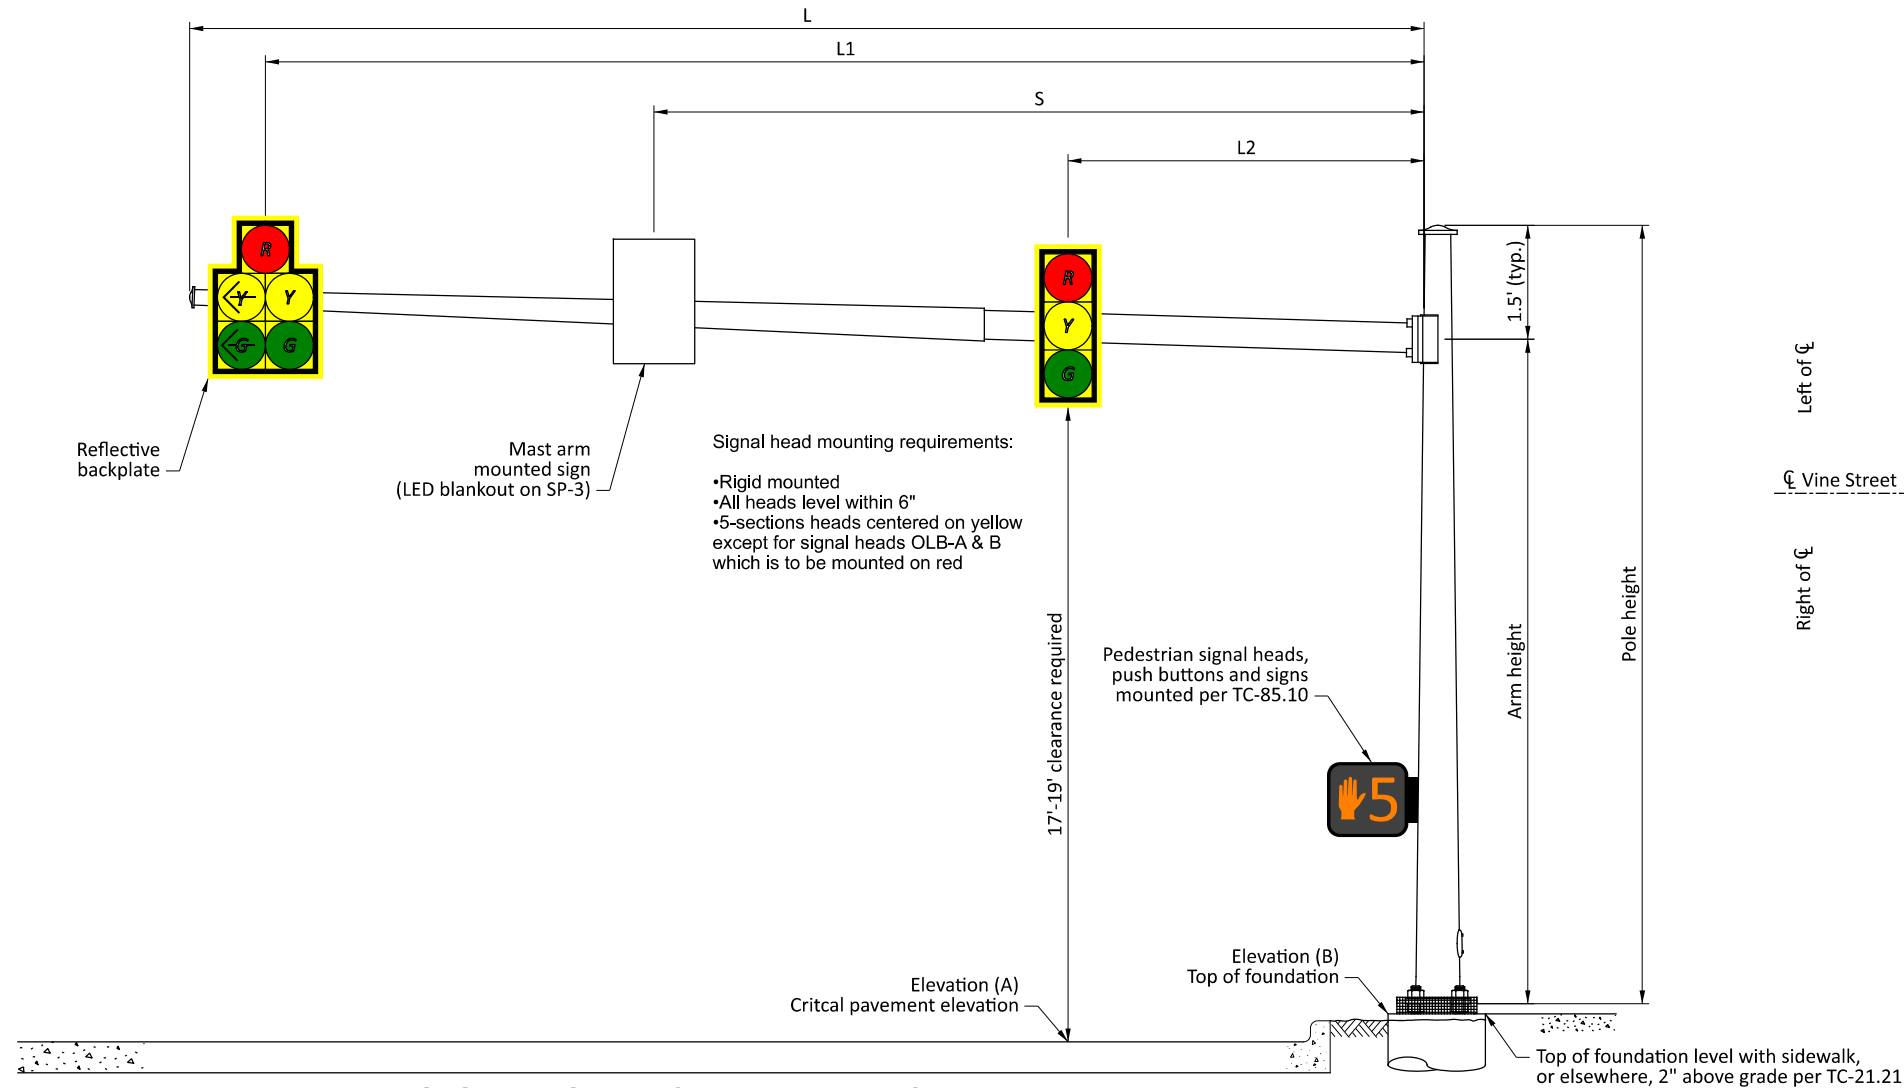 L
L1
S
L2
R
Y
Y
G
G
R
Y
G
1.5' (typ.)
Reflective
backplate
Mast arm
mounted sign
(LED blankout on SP-3)
Signal head mounting requirements:
•Rigid mounted
•All heads level within 6"
•5-sections heads centered on yellow
except for signal heads OLB-A & B
which is to be mounted on red
Left of ℄
℄ Vine Street
Right of ℄
17'-19' clearance required
Pedestrian signal heads,
push buttons and signs
mounted per TC-85.10
5
Arm height
Pole height
Elevation (A)
Critcal pavement elevation
Elevation (B)
Top of foundation
Top of foundation level with sidewalk,
or elsewhere, 2" above grade per TC-21.21